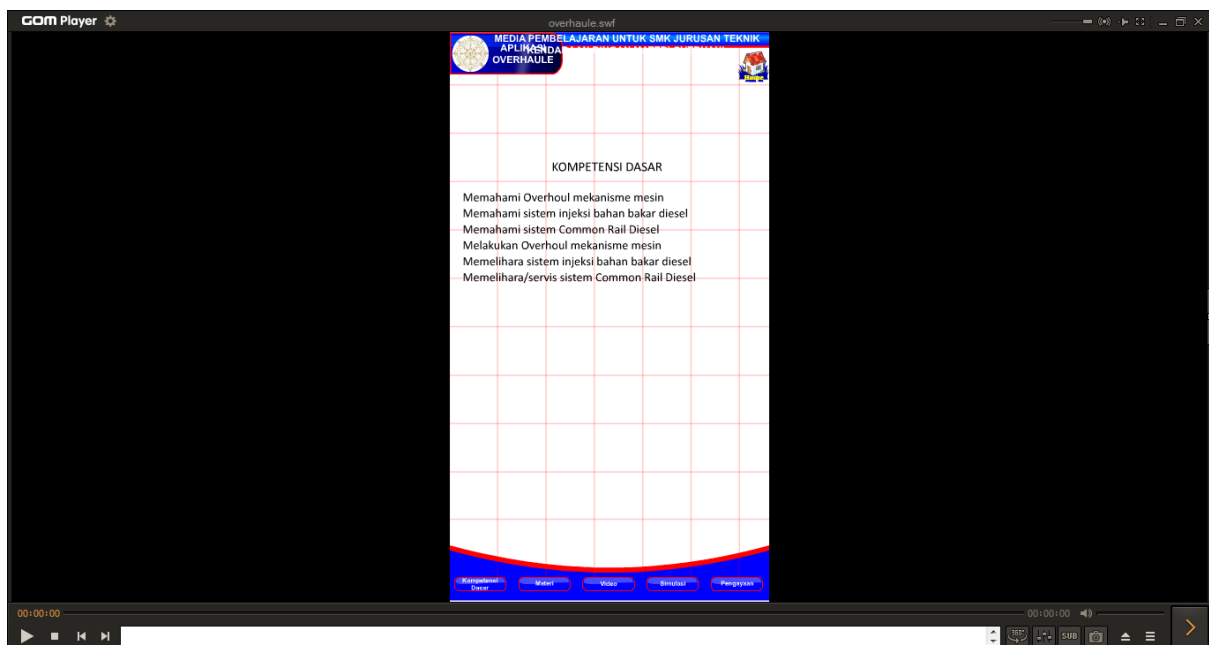 GOM Player
overhaule.swf
MEDIA PEMBELAJARAN UNTUK SMK JURUSAN TEKNIK
APLIKASI
KENDA
OVERHAULE
Home
KOMPETENSI DASAR
Memahami Overhoul mekanisme mesin
Memahami sistem injeksi bahan bakar diesel
Memahami sistem Common Rail Diesel
Melakukan Overhoul mekanisme mesin
Memelihara sistem injeksi bahan bakar diesel
Memelihara/servis sistem Common Rail Diesel
Kompetensi
Dasar
Materi
Video
Simulasi
Pengayaan
00:00:00
00:00:00
360°
SUB